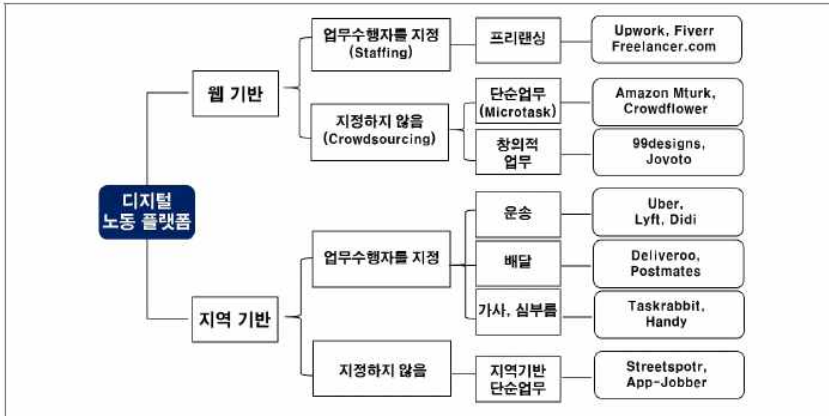 디지털
노동 플랫폼
웹 기반
업무수행자를 지정
(Staffing)
프리랜싱
Upwork, Fiverr
Freelancer.com
지정하지 않음
(Crowdsourcing)
단순업무
(Microtask)
Amazon Mturk,
Crowdflower
창의적
업무
99designs,
Jovoto
지역 기반
업무수행자를 지정
운송
Uber,
Lyft, Didi
배달
Deliveroo,
Postmates
가사, 심부름
Taskrabbit,
Handy
지정하지 않음
지역기반
단순업무
Streetspotr,
App-Jobber